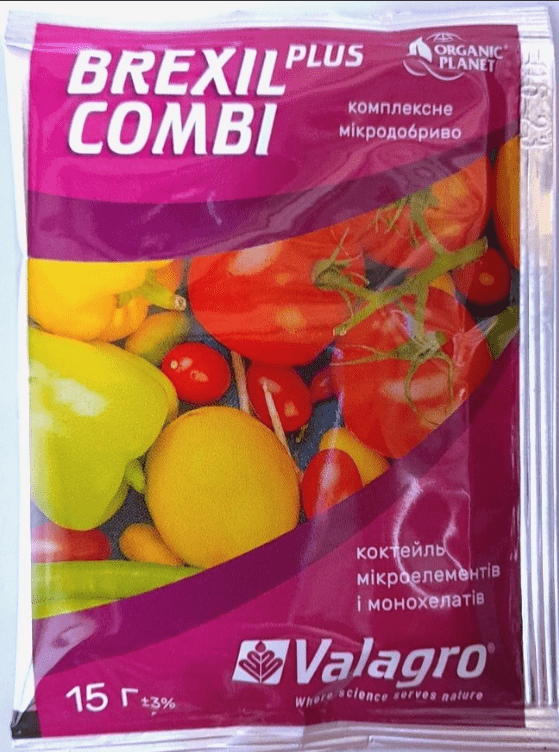 BREXIL PLUS
COMBI
ORGANIC®
PLANET
комплексне
мікродобриво
коктейль
мікроелементів
і монохелатів
Valagro®
Where science serves nature
15 г ±3%